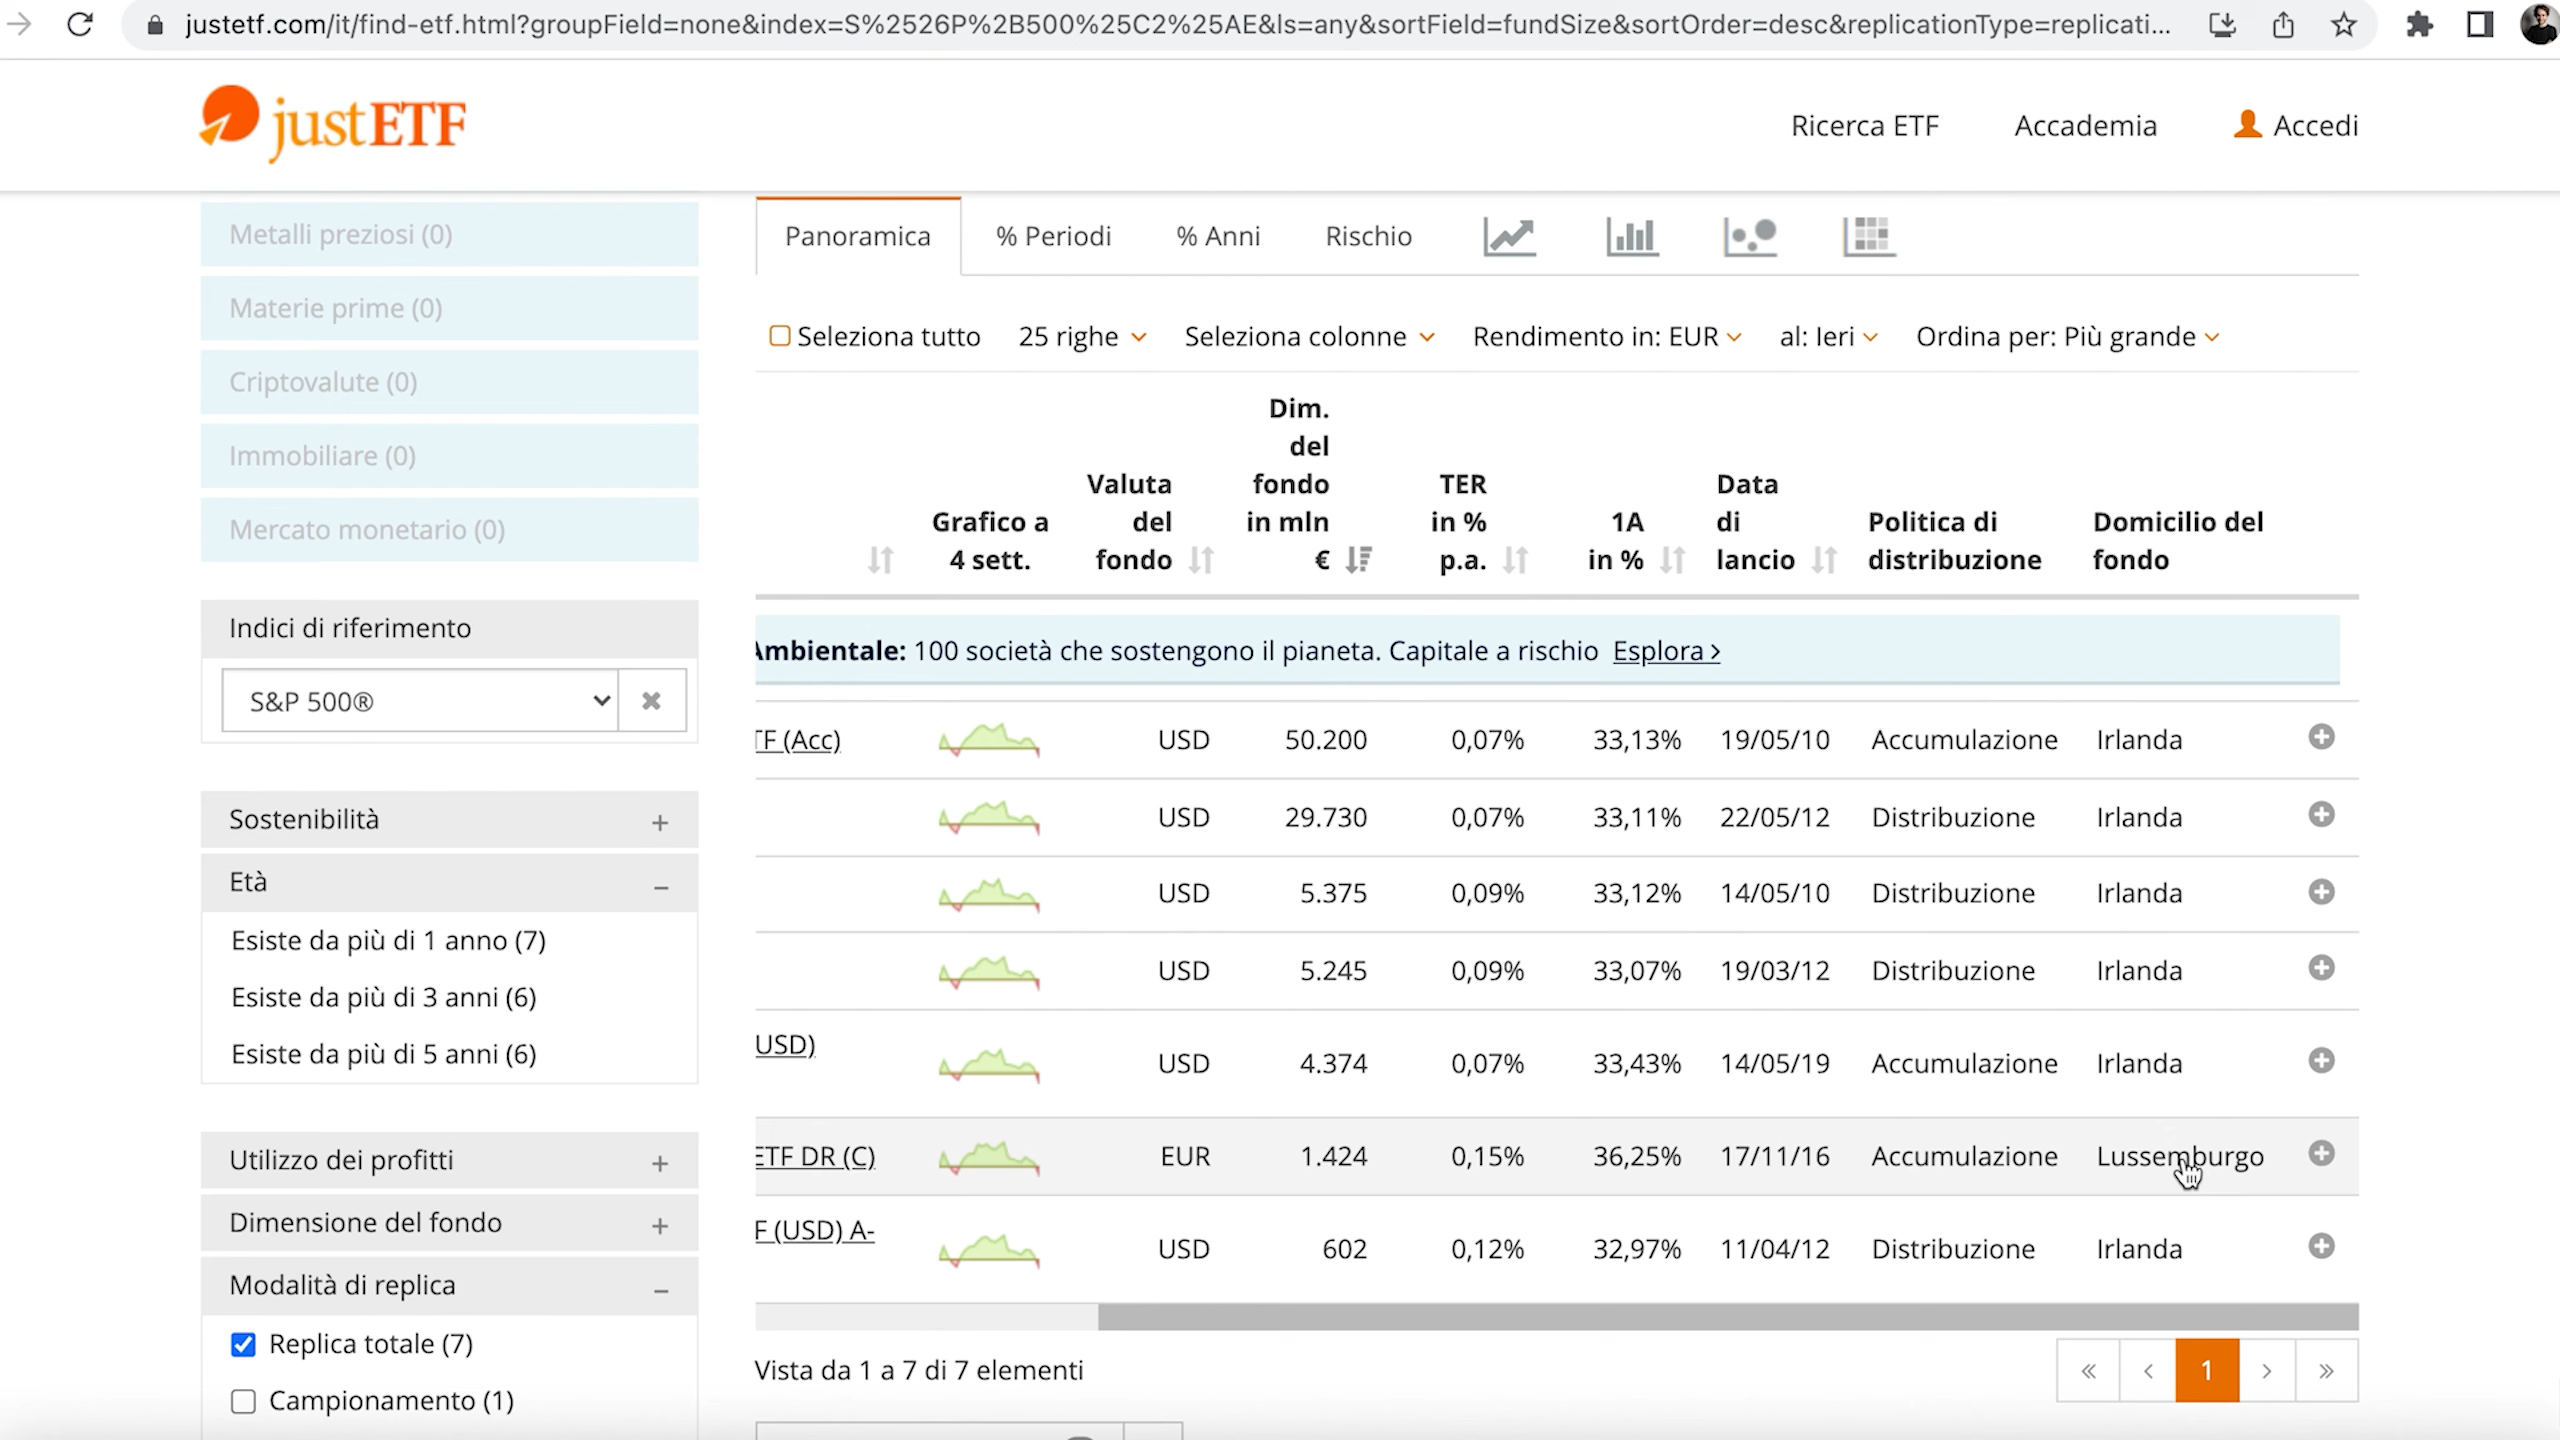 justetf.com/it/find-etf.html?groupField=none&index=S%2526P%2B500%25C2%25AE&ls=any&sortField=fundSize&sortOrder=desc&replicationType=replicati...
justETF
Ricerca ETF
Accademia
Accedi
Metalli preziosi (0)
Materie prime (0)
Criptovalute (0)
Immobiliare (0)
Mercato monetario (0)
Indici di riferimento
S&P 500®
Sostenibilità
Età
Esiste da più di 1 anno (7)
Esiste da più di 3 anni (6)
Esiste da più di 5 anni (6)
Utilizzo dei profitti
Dimensione del fondo
Modalità di replica
Replica totale (7)
Campionamento (1)
Panoramica % Periodi % Anni Rischio
Seleziona tutto 25 righe Seleziona colonne Rendimento in: EUR al: Ieri Ordina per: Più grande
Grafico a
4 sett.
Valuta
del
fondo
Dim.
del
fondo
in mln
€
TER
in %
p.a.
1A
in %
Data
di
lancio
Politica di
distribuzione
Domicilio del
fondo
Ambientale: 100 società che sostengono il pianeta. Capitale a rischio Esplora >
TF (Acc) USD 50.200 0,07% 33,13% 19/05/10 Accumulazione Irlanda
USD 29.730 0,07% 33,11% 22/05/12 Distribuzione Irlanda
USD 5.375 0,09% 33,12% 14/05/10 Distribuzione Irlanda
USD 5.245 0,09% 33,07% 19/03/12 Distribuzione Irlanda
USD) USD 4.374 0,07% 33,43% 14/05/19 Accumulazione Irlanda
ETF DR (C) EUR 1.424 0,15% 36,25% 17/11/16 Accumulazione Lussemburgo
F (USD) A- USD 602 0,12% 32,97% 11/04/12 Distribuzione Irlanda
Vista da 1 a 7 di 7 elementi
« ‹ 1 › »